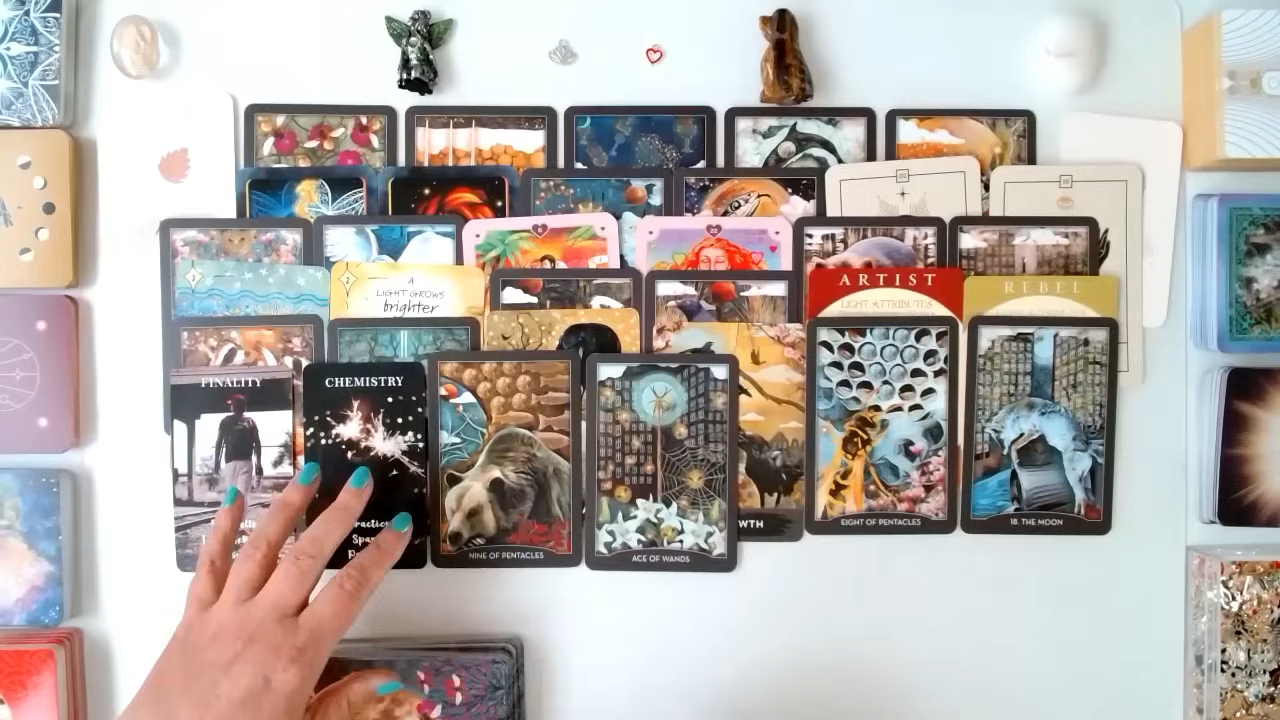 ARTIST
LIGHT ATTRIBUTES
REBEL
A
LIGHT GROWS
brighter
FINALITY
CHEMISTRY
NINE OF PENTACLES
ACE OF WANDS
WTH
EIGHT OF PENTACLES
18. THE MOON